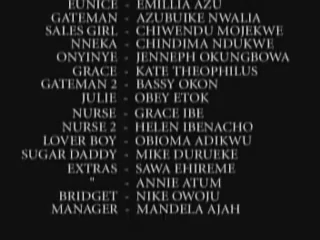 EUNICE - EMILLIA AZU
GATEMAN - AZUBUIKE NWALIA
SALES GIRL - CHIWENDU MOJEKWE
NNEKA - CHINDIMA NDUKWE
ONYINYE - JENNEPH OKUNGBOWA
GRACE - KATE THEOPHILUS
GATEMAN 2 - BASSY OKON
JULIE - OBEY ETOK
NURSE - GRACE IBE
NURSE 2 - HELEN IBENACHO
LOVER BOY - OBIOMA ADIKWU
SUGAR DADDY - MIKE DURUEKE
EXTRAS - SAWA EHIREME
" - ANNIE ATUM
BRIDGET - NIKE OWOJU
MANAGER - MANDELA AJAH